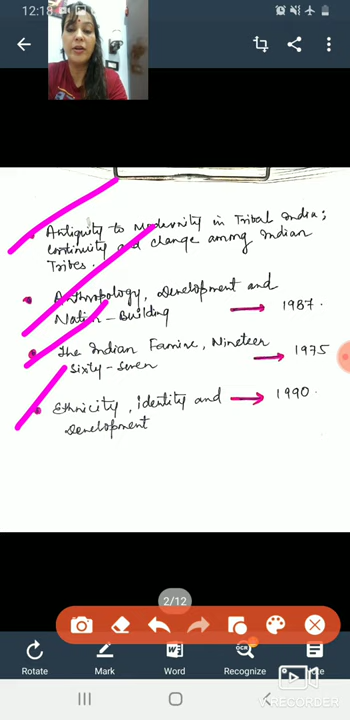 12:18
Antiquity to Modernity in Tribal India;
Continuity and change among Indian
Tribes.
Anthropology, Development and
Nation - Building → 1987.
The Indian Famine, Nineteen
Sixty - Seven → 1975
Ethnicity, Identity and → 1990.
Development
2/12
Rotate
Mark
Word
Recognize
OCR
VRECORDER